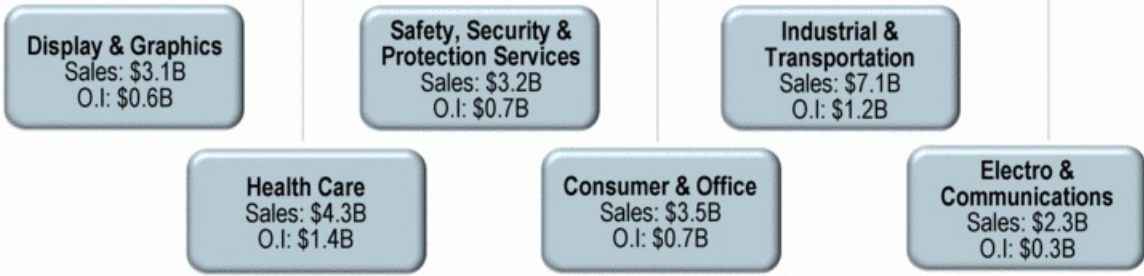 Display & Graphics
Sales: $3.1B
O.I: $0.6B
Safety, Security &
Protection Services
Sales: $3.2B
O.I: $0.7B
Industrial &
Transportation
Sales: $7.1B
O.I: $1.2B
Health Care
Sales: $4.3B
O.I: $1.4B
Consumer & Office
Sales: $3.5B
O.I: $0.7B
Electro &
Communications
Sales: $2.3B
O.I: $0.3B